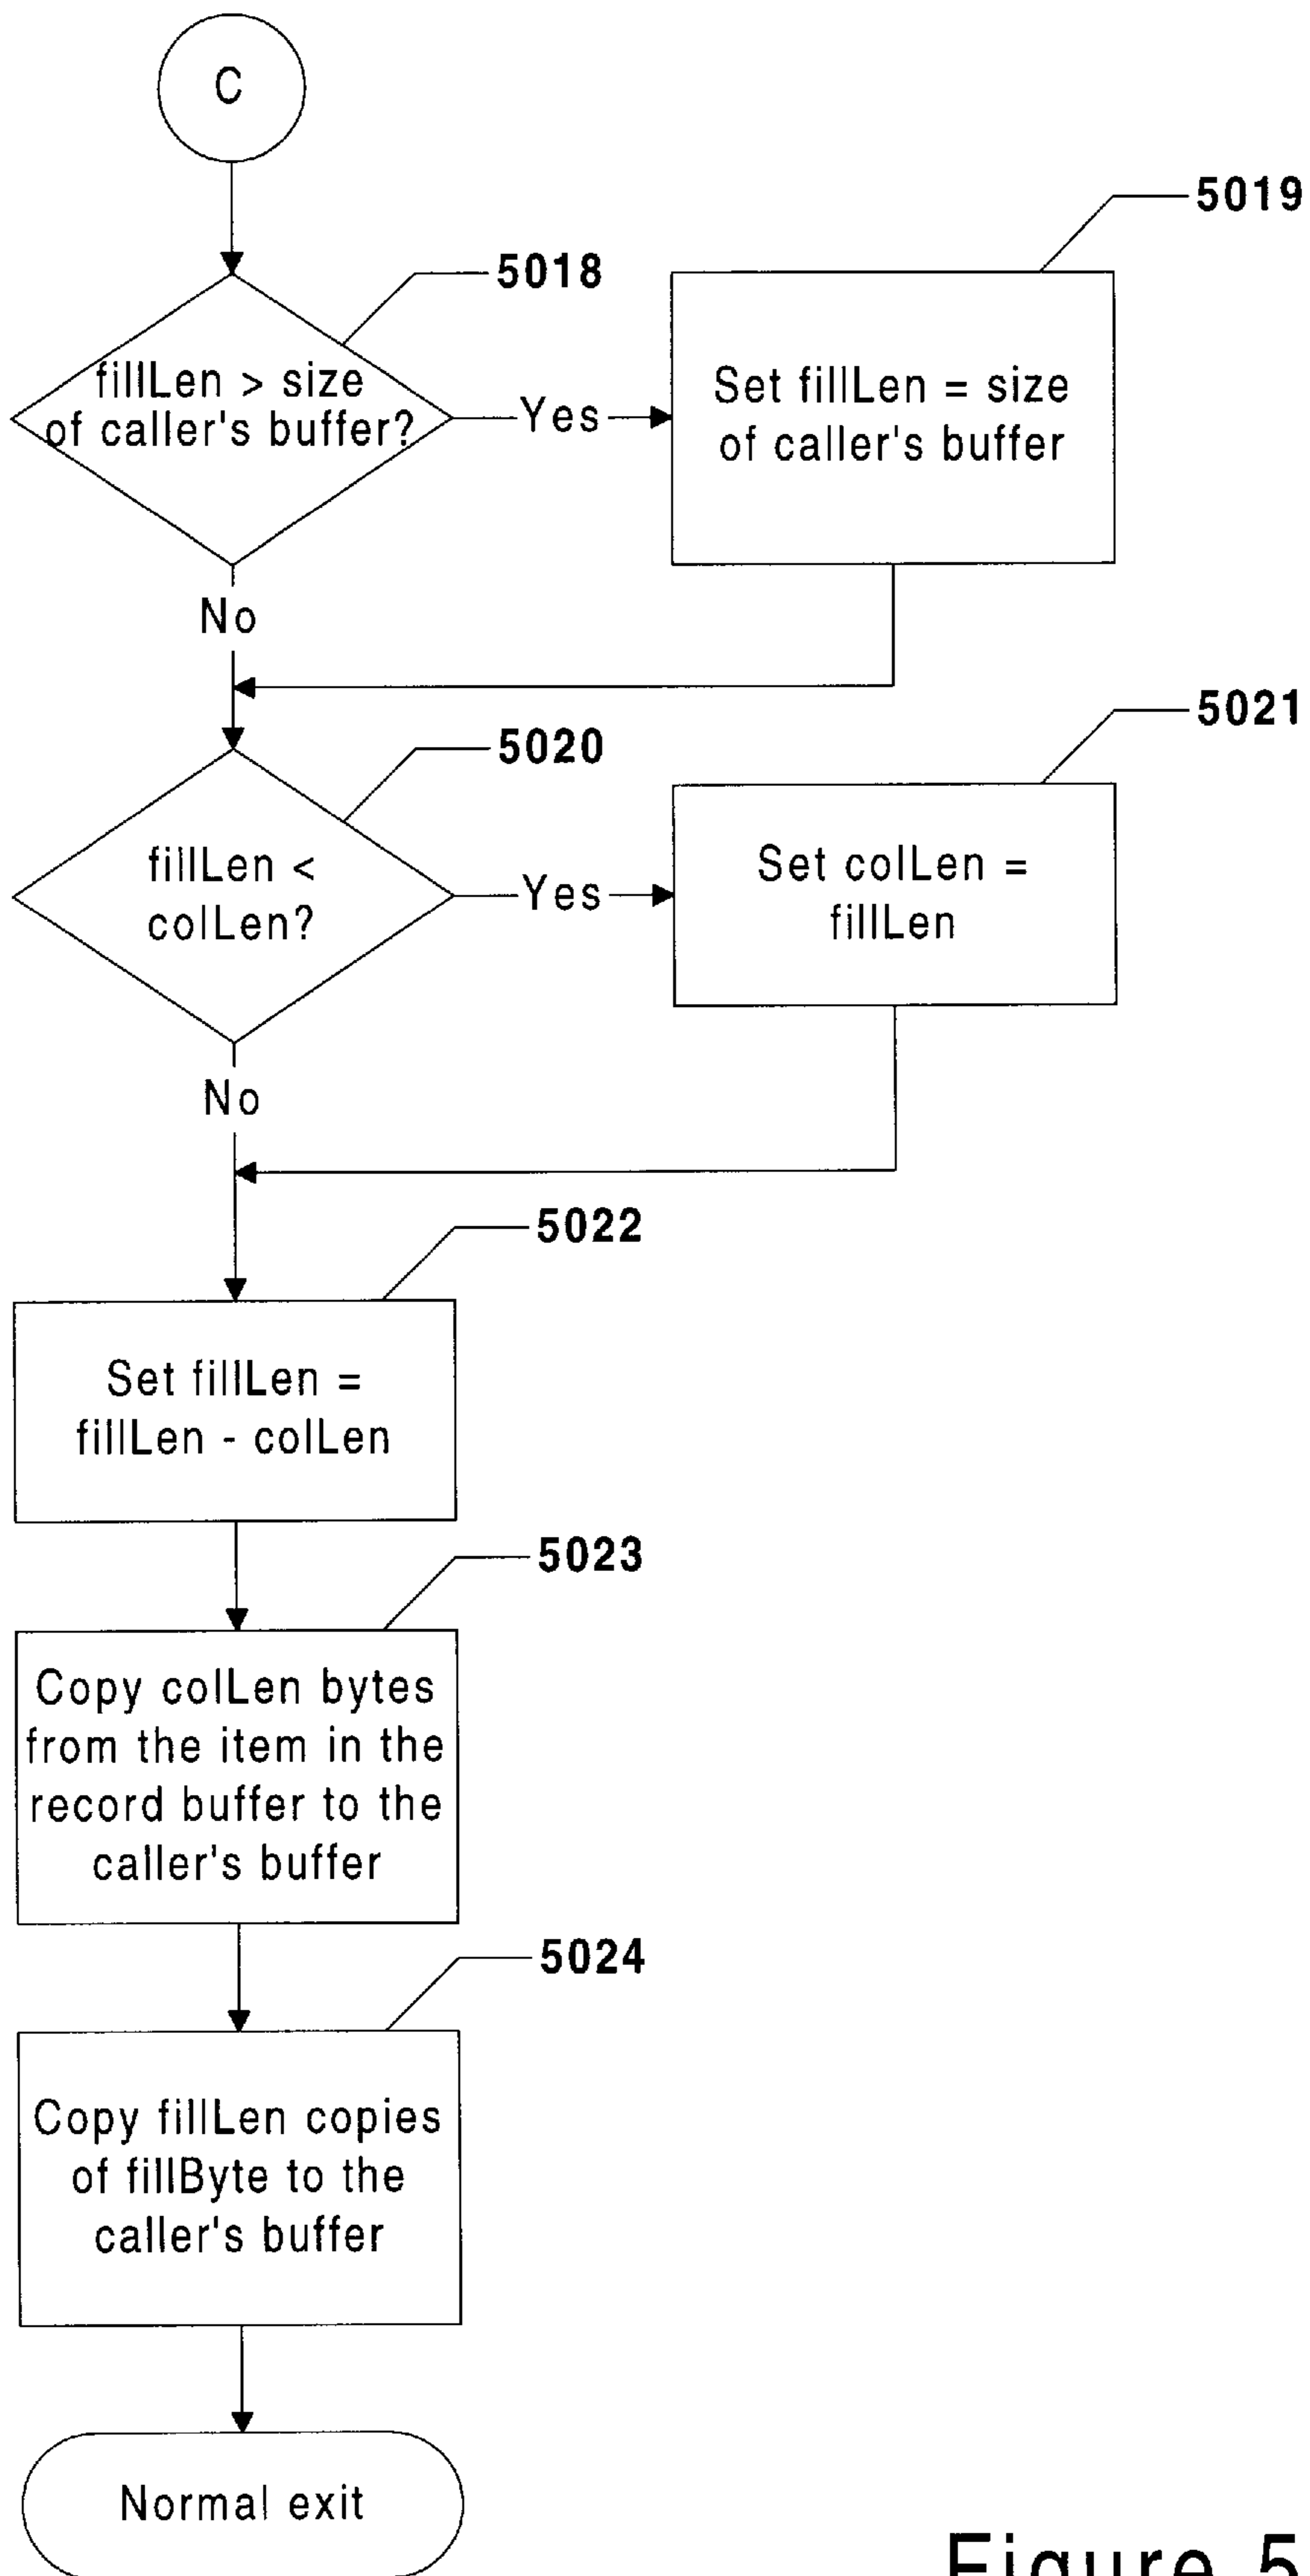 C
5018
fillLen > size
of caller's buffer?
Yes
5019
Set fillLen = size
of caller's buffer
No
5020
fillLen <
colLen?
Yes
5021
Set colLen =
fillLen
No
5022
Set fillLen =
fillLen - colLen
5023
Copy colLen bytes
from the item in the
record buffer to the
caller's buffer
5024
Copy fillLen copies
of fillByte to the
caller's buffer
Normal exit
Figure 5